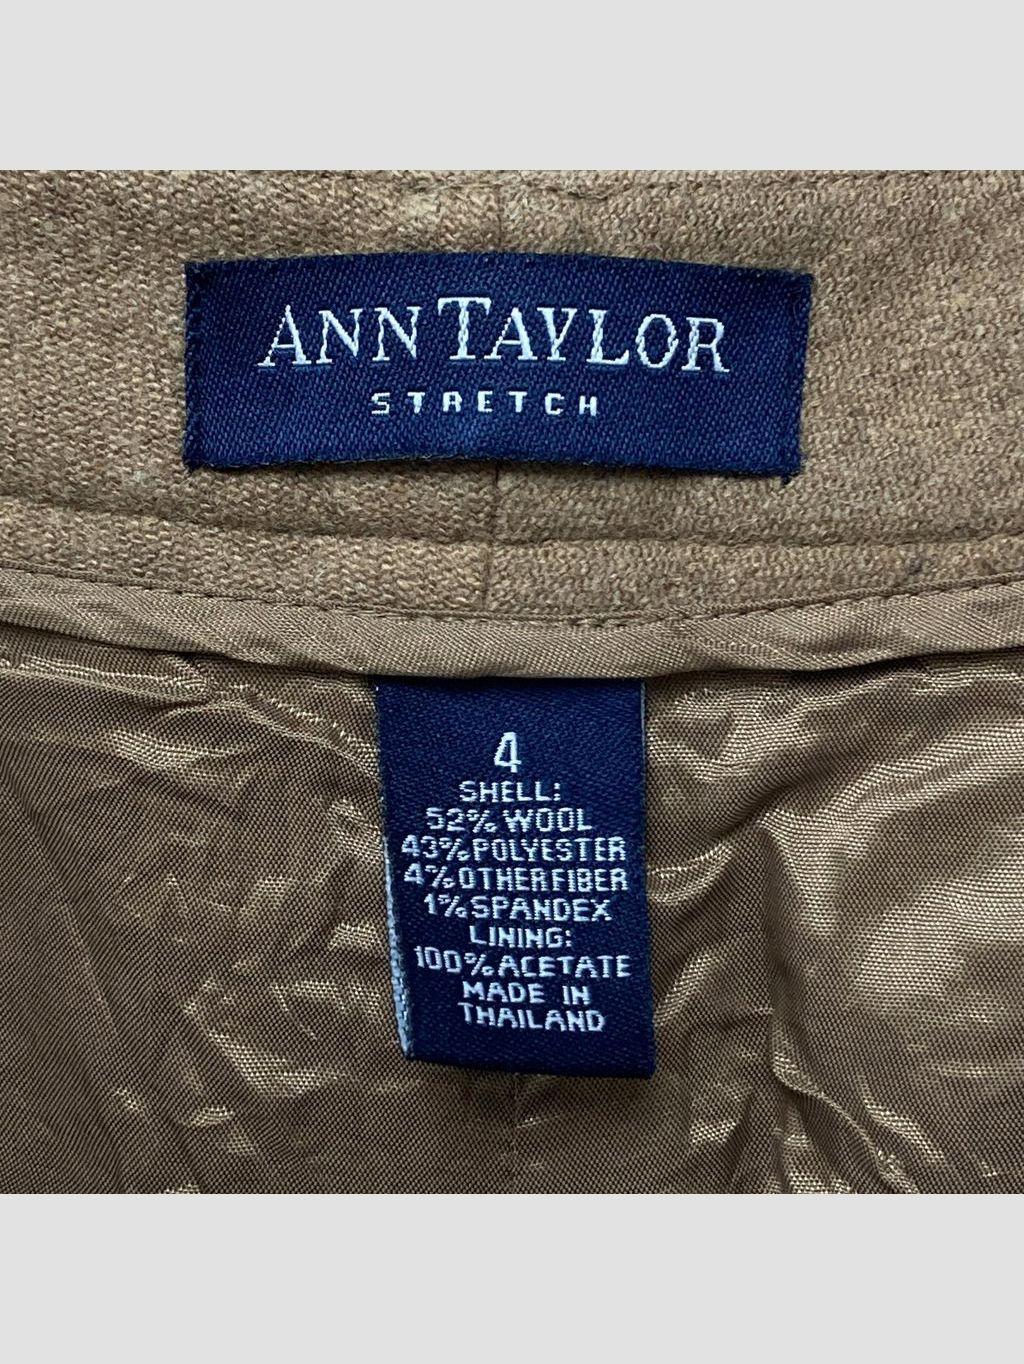 ANN TAYLOR
STRETCH
4
SHELL:
52% WOOL
43% POLYESTER
4% OTHER FIBER
1% SPANDEX
LINING:
100% ACETATE
MADE IN
THAILAND